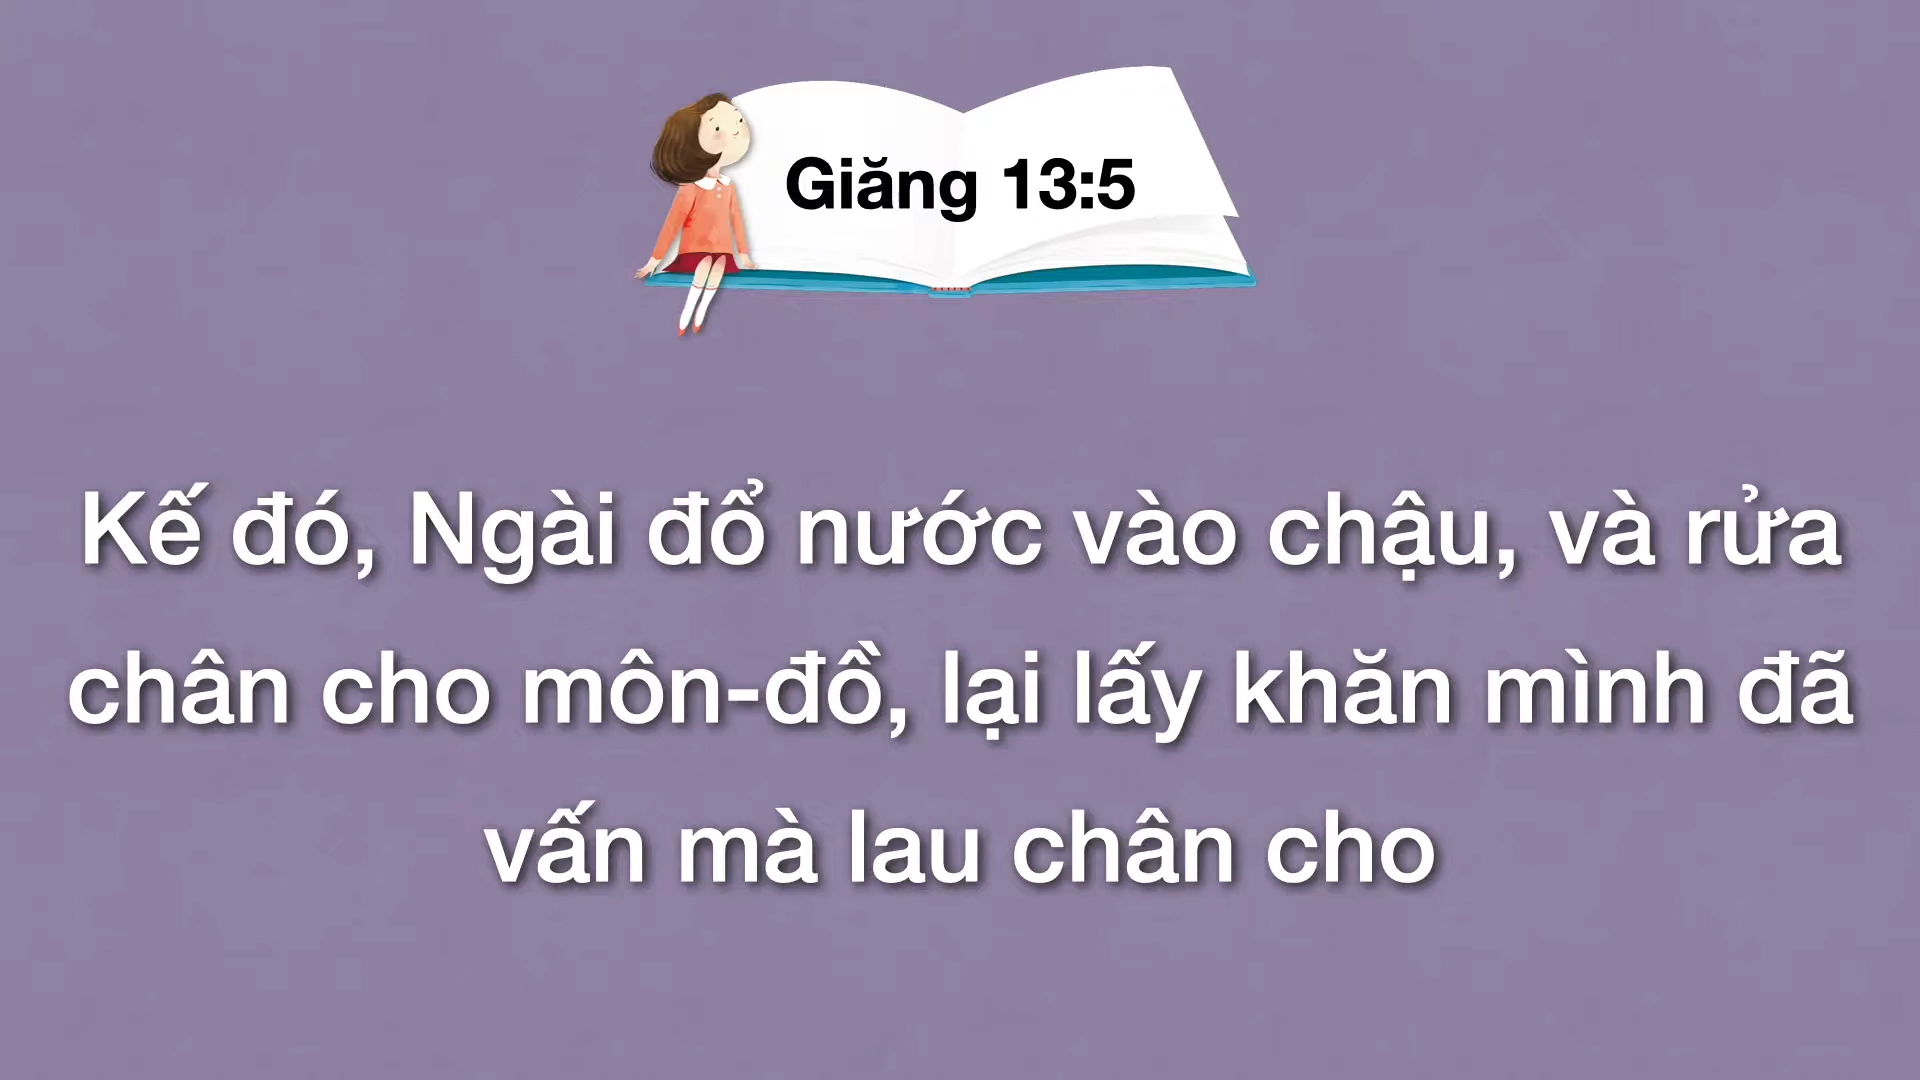 Giăng 13:5
Kế đó, Ngài đổ nước vào chậu, và rửa
chân cho môn-đồ, lại lấy khăn mình đã
vấn mà lau chân cho